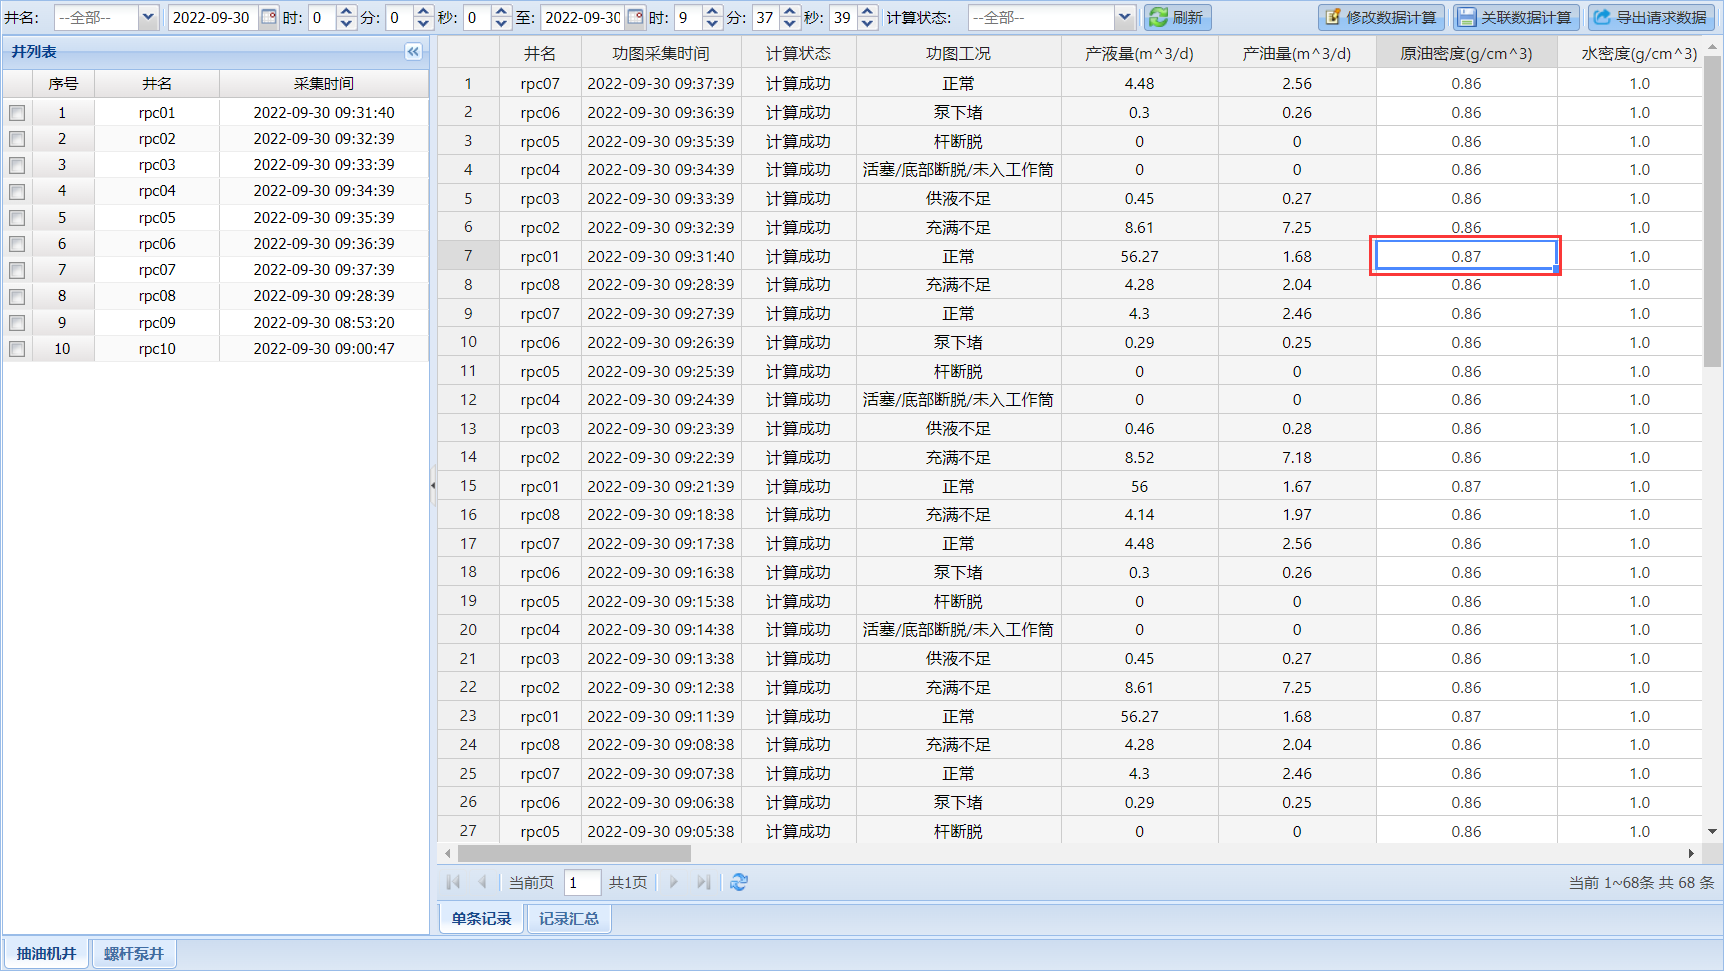 井名: --全部-- 2022-09-30 时: 0 分: 0 秒: 0 至: 2022-09-30 时: 9 分: 37 秒: 39 计算状态: --全部-- 刷新 修改数据计算 关联数据计算 导出请求数据
井列表
序号 井名 采集时间
1 rpc01 2022-09-30 09:31:40
2 rpc02 2022-09-30 09:32:39
3 rpc03 2022-09-30 09:33:39
4 rpc04 2022-09-30 09:34:39
5 rpc05 2022-09-30 09:35:39
6 rpc06 2022-09-30 09:36:39
7 rpc07 2022-09-30 09:37:39
8 rpc08 2022-09-30 09:28:39
9 rpc09 2022-09-30 08:53:20
10 rpc10 2022-09-30 09:00:47
井名 功图采集时间 计算状态 功图工况 产液量(m^3/d) 产油量(m^3/d) 原油密度(g/cm^3) 水密度(g/cm^3)
1 rpc07 2022-09-30 09:37:39 计算成功 正常 4.48 2.56 0.86 1.0
2 rpc06 2022-09-30 09:36:39 计算成功 泵下堵 0.3 0.26 0.86 1.0
3 rpc05 2022-09-30 09:35:39 计算成功 杆断脱 0 0 0.86 1.0
4 rpc04 2022-09-30 09:34:39 计算成功 活塞/底部断脱/未入工作筒 0 0 0.86 1.0
5 rpc03 2022-09-30 09:33:39 计算成功 供液不足 0.45 0.27 0.86 1.0
6 rpc02 2022-09-30 09:32:39 计算成功 充满不足 8.61 7.25 0.86 1.0
7 rpc01 2022-09-30 09:31:40 计算成功 正常 56.27 1.68 0.87 1.0
8 rpc08 2022-09-30 09:28:39 计算成功 充满不足 4.28 2.04 0.86 1.0
9 rpc07 2022-09-30 09:27:39 计算成功 正常 4.3 2.46 0.86 1.0
10 rpc06 2022-09-30 09:26:39 计算成功 泵下堵 0.29 0.25 0.86 1.0
11 rpc05 2022-09-30 09:25:39 计算成功 杆断脱 0 0 0.86 1.0
12 rpc04 2022-09-30 09:24:39 计算成功 活塞/底部断脱/未入工作筒 0 0 0.86 1.0
13 rpc03 2022-09-30 09:23:39 计算成功 供液不足 0.46 0.28 0.86 1.0
14 rpc02 2022-09-30 09:22:39 计算成功 充满不足 8.52 7.18 0.86 1.0
15 rpc01 2022-09-30 09:21:39 计算成功 正常 56 1.67 0.87 1.0
16 rpc08 2022-09-30 09:18:38 计算成功 充满不足 4.14 1.97 0.86 1.0
17 rpc07 2022-09-30 09:17:38 计算成功 正常 4.48 2.56 0.86 1.0
18 rpc06 2022-09-30 09:16:38 计算成功 泵下堵 0.3 0.26 0.86 1.0
19 rpc05 2022-09-30 09:15:38 计算成功 杆断脱 0 0 0.86 1.0
20 rpc04 2022-09-30 09:14:38 计算成功 活塞/底部断脱/未入工作筒 0 0 0.86 1.0
21 rpc03 2022-09-30 09:13:38 计算成功 供液不足 0.45 0.27 0.86 1.0
22 rpc02 2022-09-30 09:12:38 计算成功 充满不足 8.61 7.25 0.86 1.0
23 rpc01 2022-09-30 09:11:39 计算成功 正常 56.27 1.68 0.87 1.0
24 rpc08 2022-09-30 09:08:38 计算成功 充满不足 4.28 2.04 0.86 1.0
25 rpc07 2022-09-30 09:07:38 计算成功 正常 4.3 2.46 0.86 1.0
26 rpc06 2022-09-30 09:06:38 计算成功 泵下堵 0.29 0.25 0.86 1.0
27 rpc05 2022-09-30 09:05:38 计算成功 杆断脱 0 0 0.86 1.0
当前页 1 共1页 当前 1~68条 共 68 条
单条记录 记录汇总
抽油机井 螺杆泵井